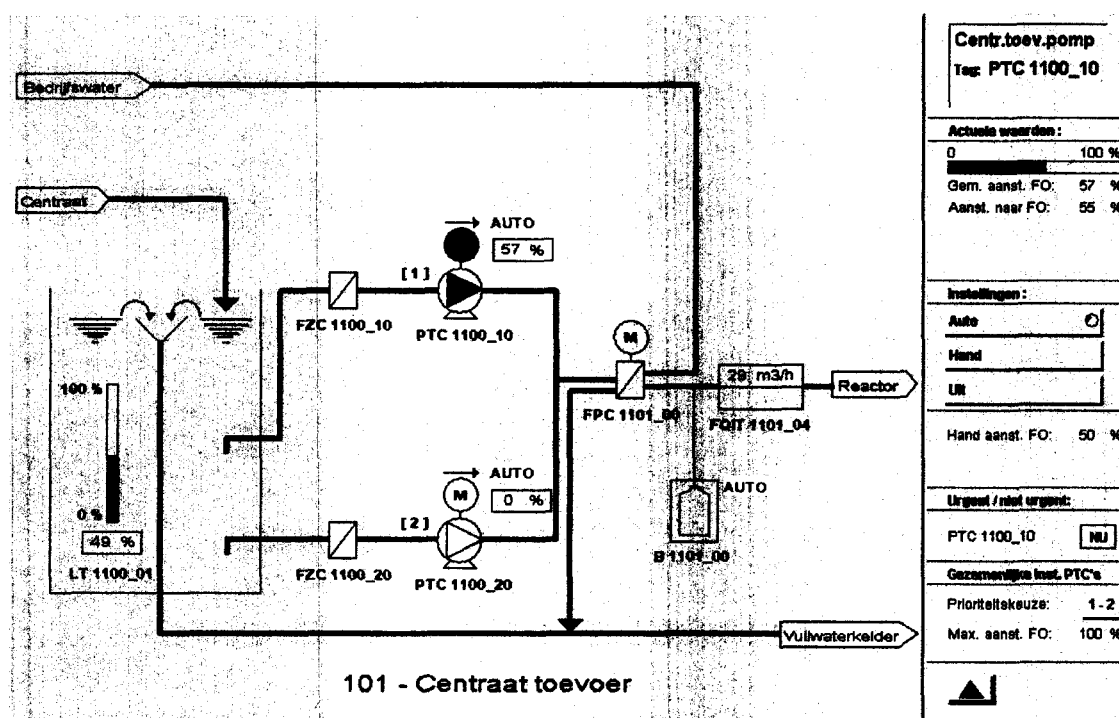 Bedrijfswater
Centraat
AUTO
57 %
[1]
FZC 1100_10
PTC 1100_10
M
FPC 1101_00
29 m3/h
FQIT 1101_04
Reactor
100 %
0 %
49 %
LT 1100_01
AUTO
M
0 %
[2]
FZC 1100_20
PTC 1100_20
AUTO
B 1101_00
Vuilwaterkelder
101 - Centraat toevoer
Centr.toev.pomp
Tag: PTC 1100_10
Actuele waarden :
0 100 %
Gem. aanst. FO: 57 %
Aanst. naar FO: 55 %
Instellingen :
Auto
Hand
Uit
Hand aanst. FO: 50 %
Urgent / niet urgent:
PTC 1100_10 NU
Gezamenlijke inst. PTC's
Prioriteitskeuze: 1-2
Max. aanst. FO: 100 %